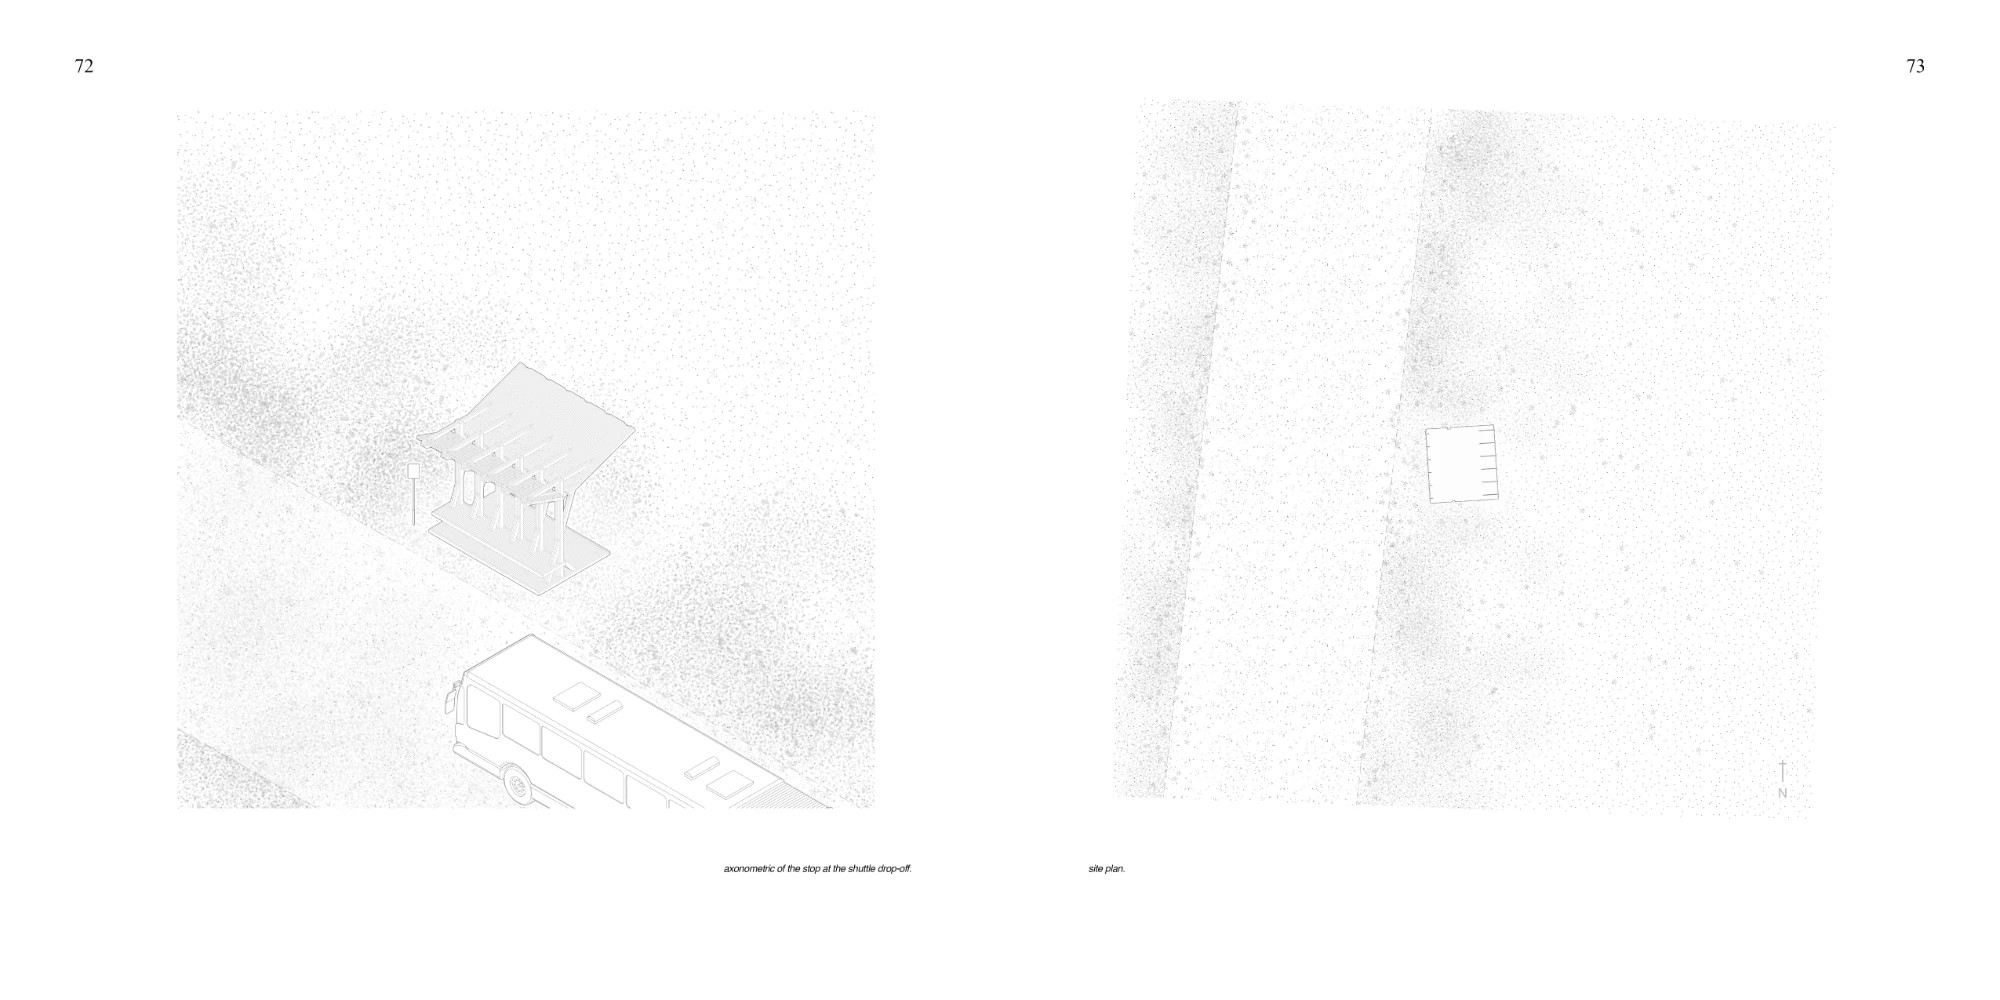 72
73
axonometric of the stop at the shuttle drop-off.
site plan.
N